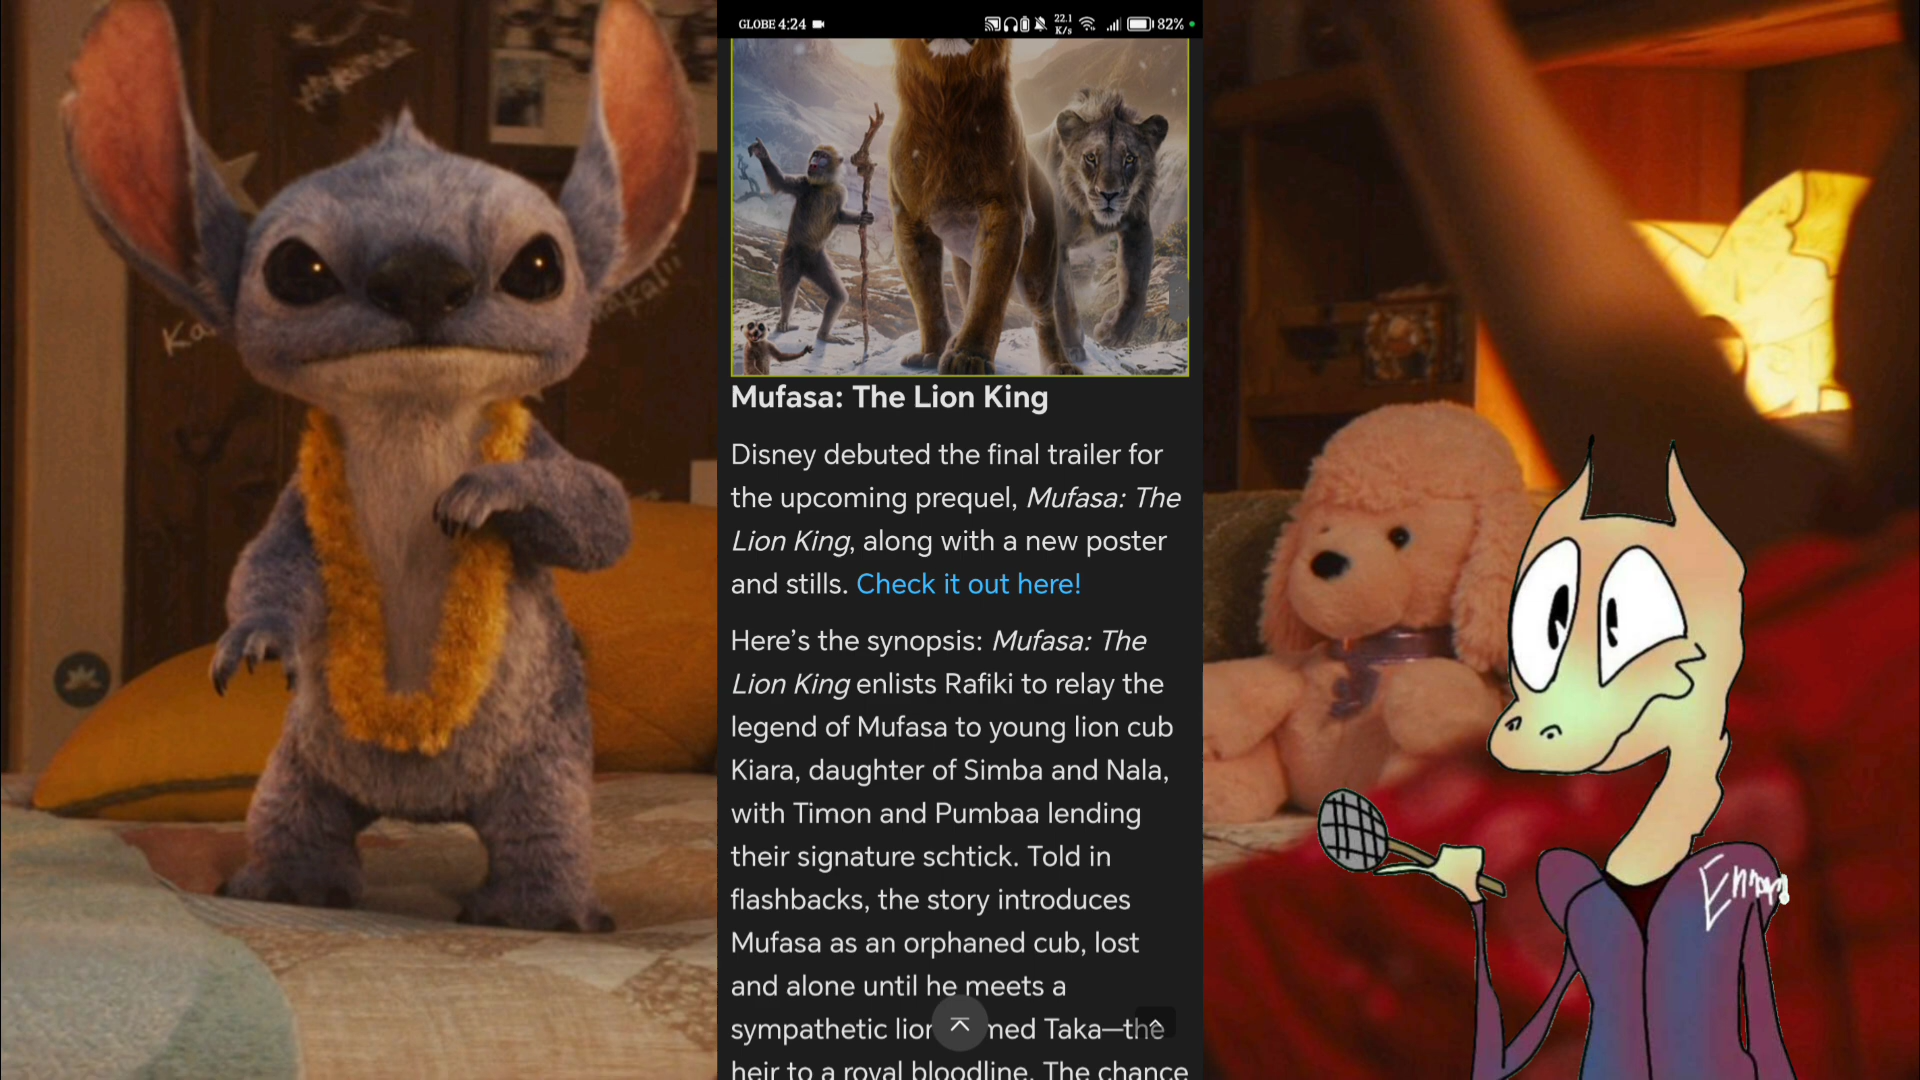 GLOBE 4:24
22.1
K/s
82%
Mufasa: The Lion King
Disney debuted the final trailer for
the upcoming prequel, Mufasa: The
Lion King, along with a new poster
and stills. Check it out here!
Here’s the synopsis: Mufasa: The
Lion King enlists Rafiki to relay the
legend of Mufasa to young lion cub
Kiara, daughter of Simba and Nala,
with Timon and Pumbaa lending
their signature schtick. Told in
flashbacks, the story introduces
Mufasa as an orphaned cub, lost
and alone until he meets a
sympathetic Taka—the
heir to a royal bloodline. The chance